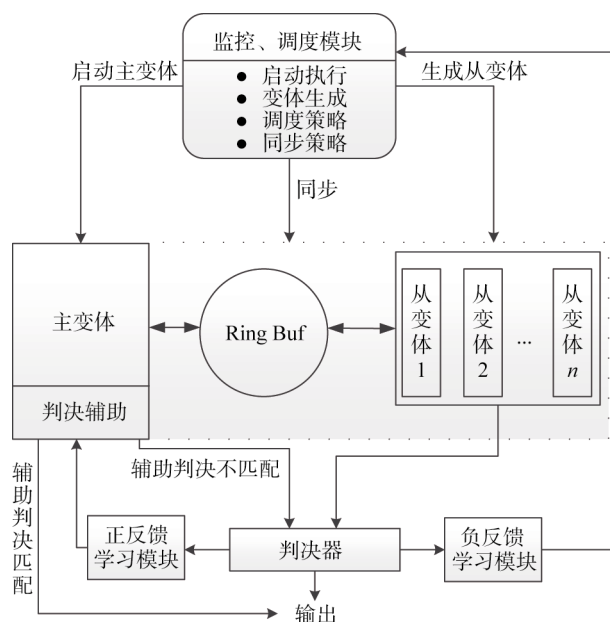 监控、调度模块
启动主变体
● 启动执行
生成从变体
● 变体生成
● 调度策略
● 同步策略
同步
主变体
Ring Buf
从变体1
从变体2
...
从变体n
判决辅助
辅助判决匹配
辅助判决不匹配
正反馈
学习模块
判决器
负反馈
学习模块
输出